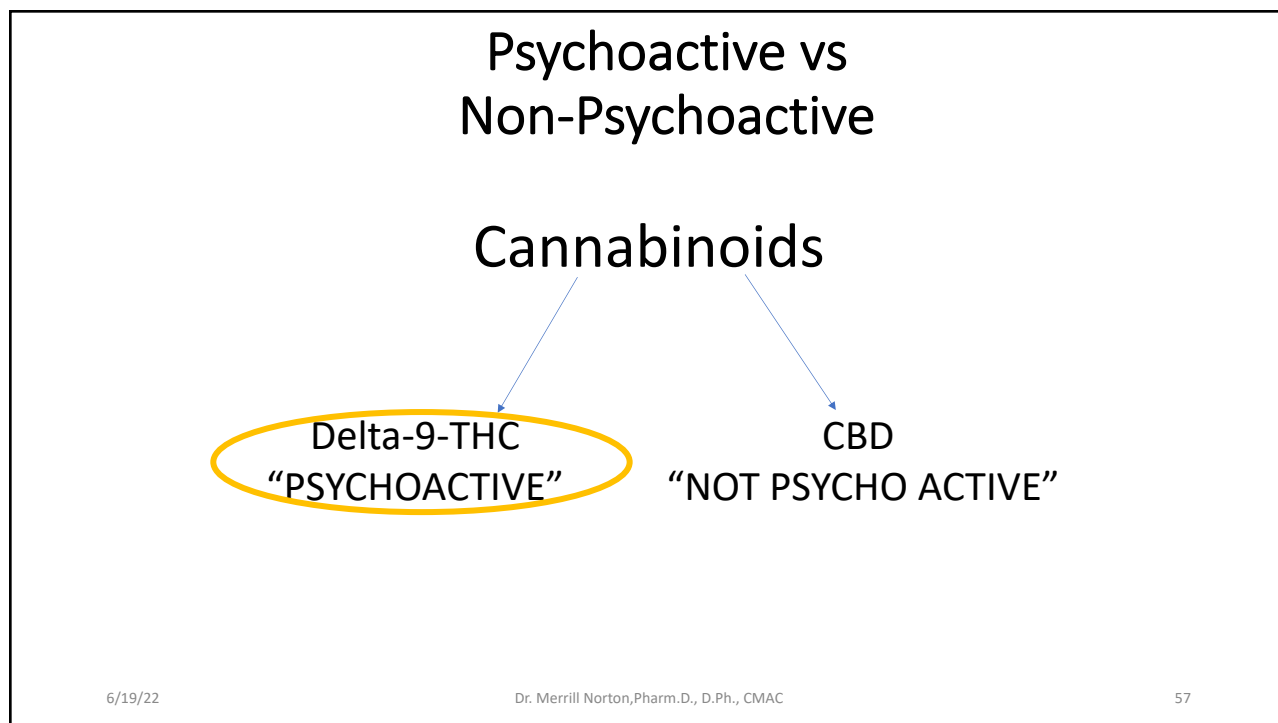 Psychoactive vs
Non-Psychoactive
Cannabinoids
Delta-9-THC
“PSYCHOACTIVE”
CBD
“NOT PSYCHO ACTIVE”
6/19/22
Dr. Merrill Norton,Pharm.D., D.Ph., CMAC
57